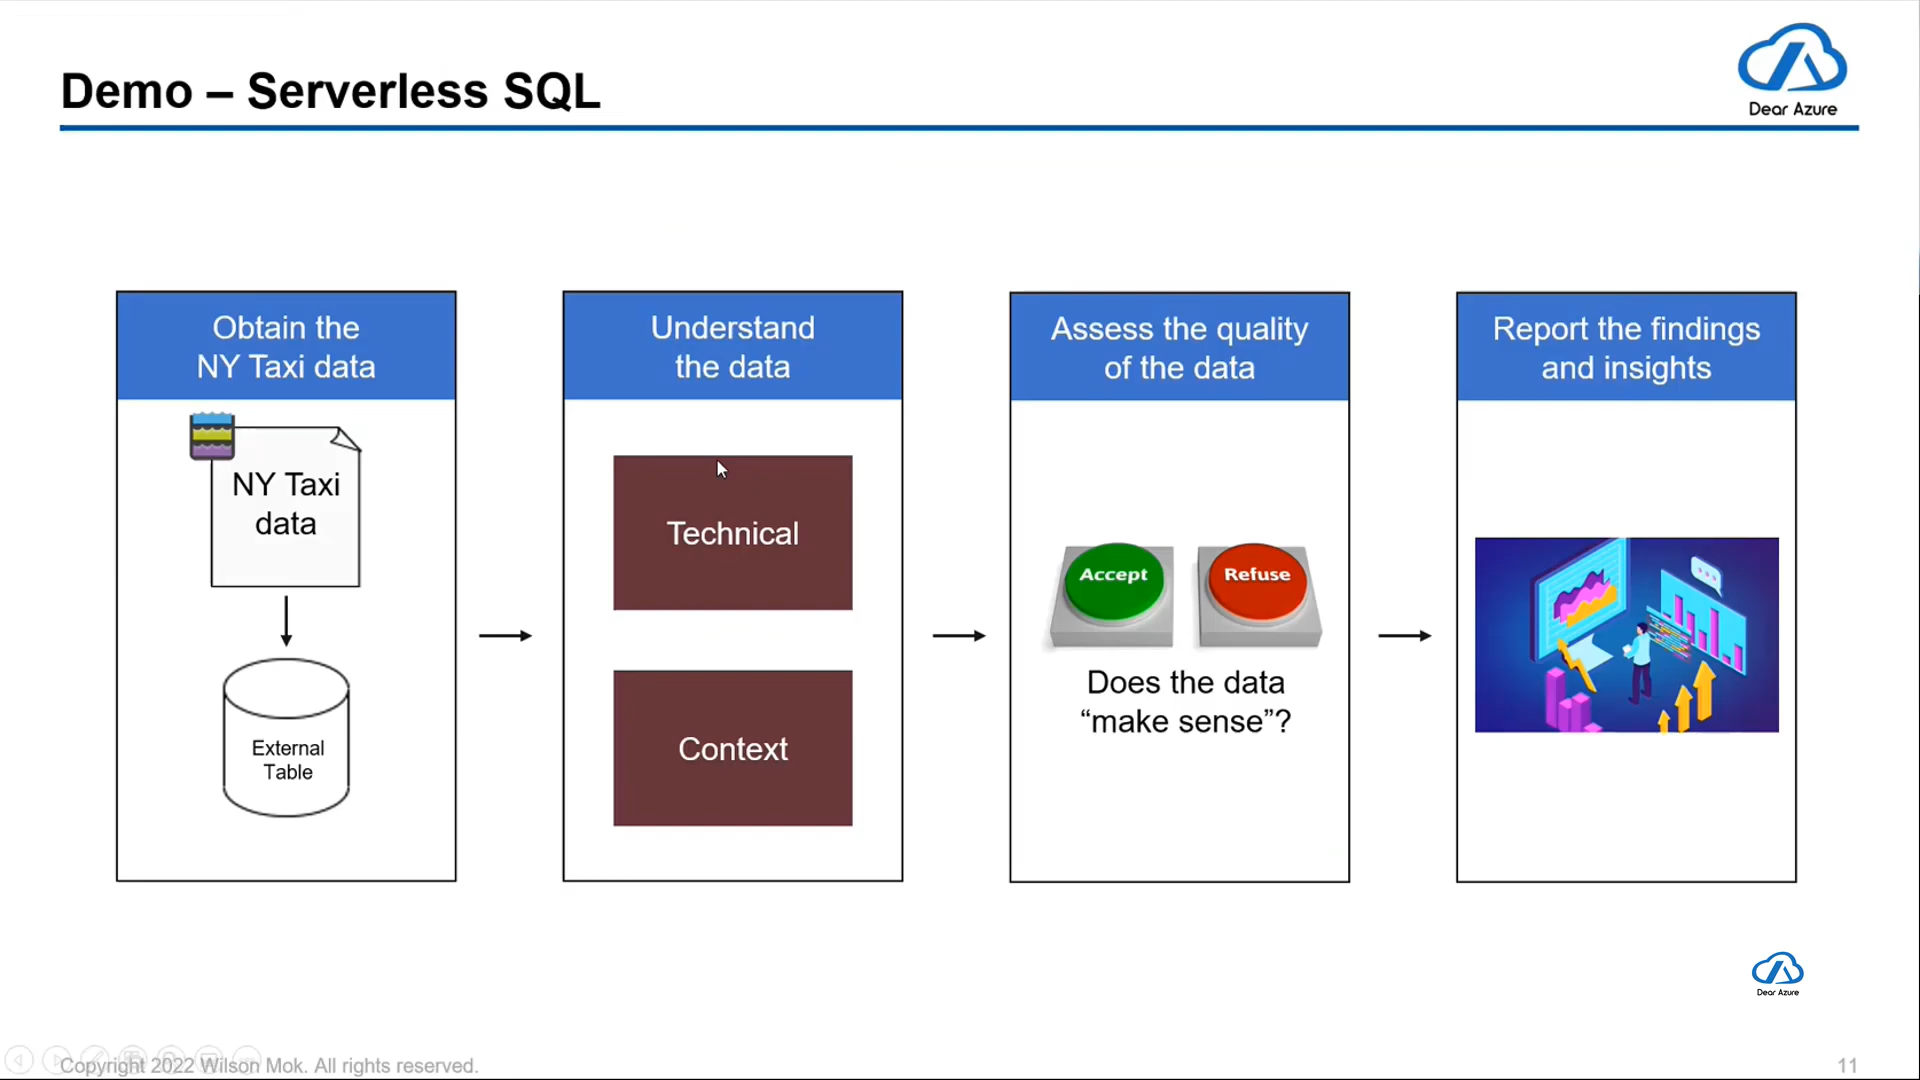 Demo – Serverless SQL
Dear Azure
Obtain the
NY Taxi data
NY Taxi
data
External
Table
Understand
the data
Technical
Context
Assess the quality
of the data
Accept
Refuse
Does the data
“make sense”?
Report the findings
and insights
Dear Azure
Copyright 2022 Wilson Mok. All rights reserved.
11